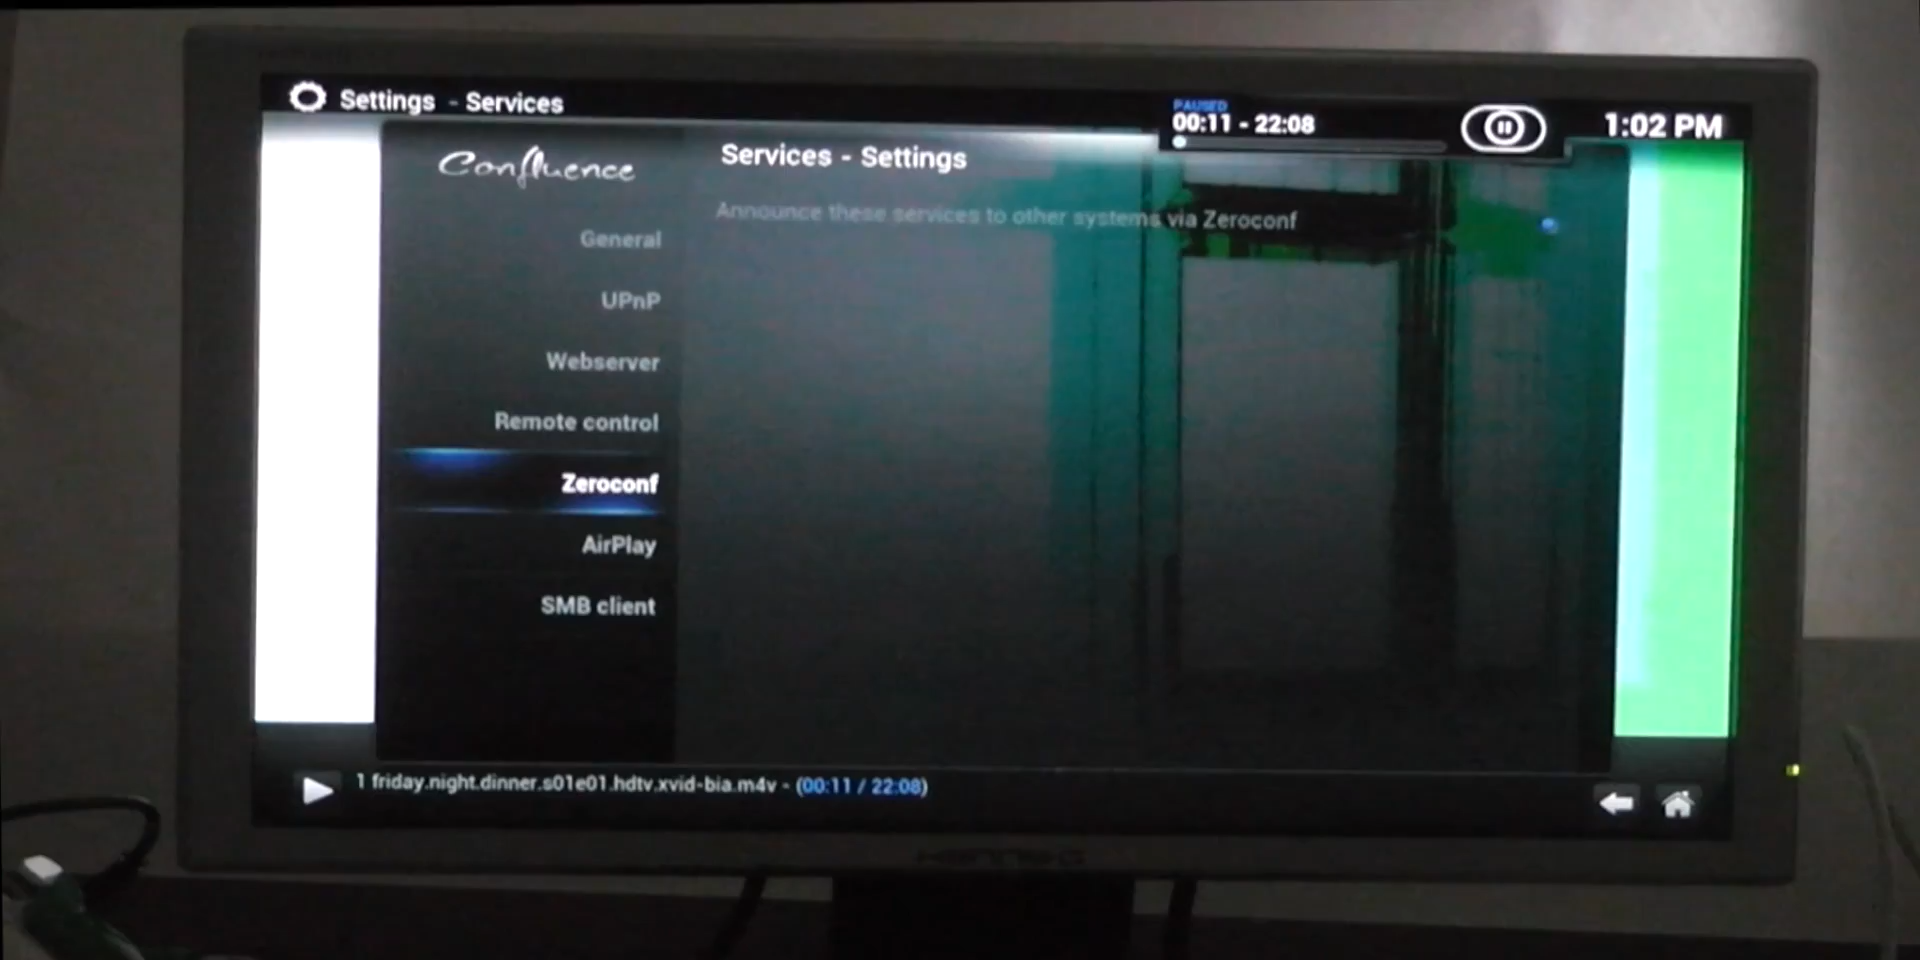 Settings - Services
PAUSED
00:11 - 22:08
1:02 PM
Confluence
Services - Settings
Announce these services to other systems via Zeroconf
General
UPnP
Webserver
Remote control
Zeroconf
AirPlay
SMB client
1 friday.night.dinner.s01e01.hdtv.xvid-bia.m4v - (00:11 / 22:08)